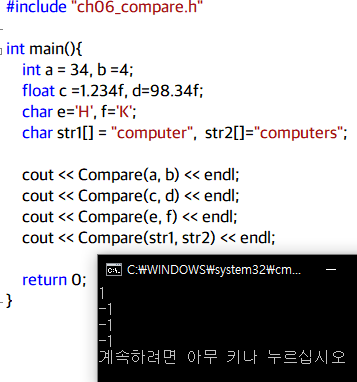 #include "ch06_compare.h"
int main(){
int a = 34, b =4;
float c =1.234f, d=98.34f;
char e='H', f='K';
char str1[] = "computer", str2[]="computers";
cout << Compare(a, b) << endl;
cout << Compare(c, d) << endl;
cout << Compare(e, f) << endl;
cout << Compare(str1, str2) << endl;
return 0;
}
C:₩WINDOWS₩system32₩cm...
1
-1
-1
-1
계속하려면 아무 키나 누르십시오